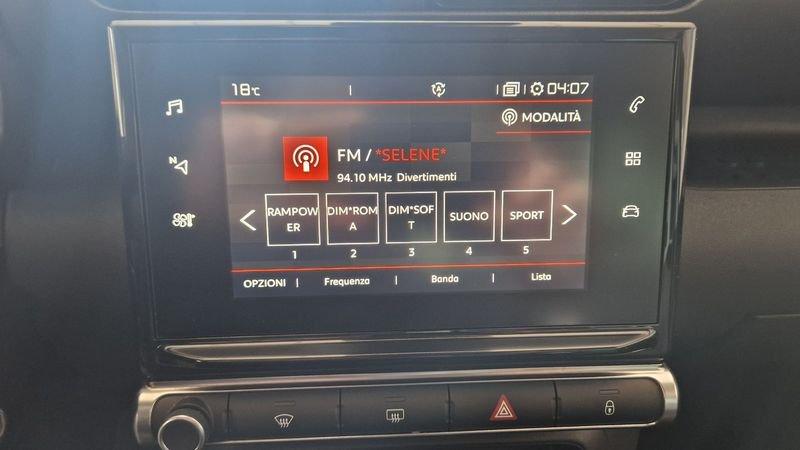 18°C
04:07
MODALITÀ
FM / *SELENE*
94.10 MHz Divertimenti
N
RAMPOW
ER
DIM*ROM
A
DIM*SOF
T
SUONO
SPORT
1 2 3 4 5
OPZIONI | Frequenza | Banda | Lista